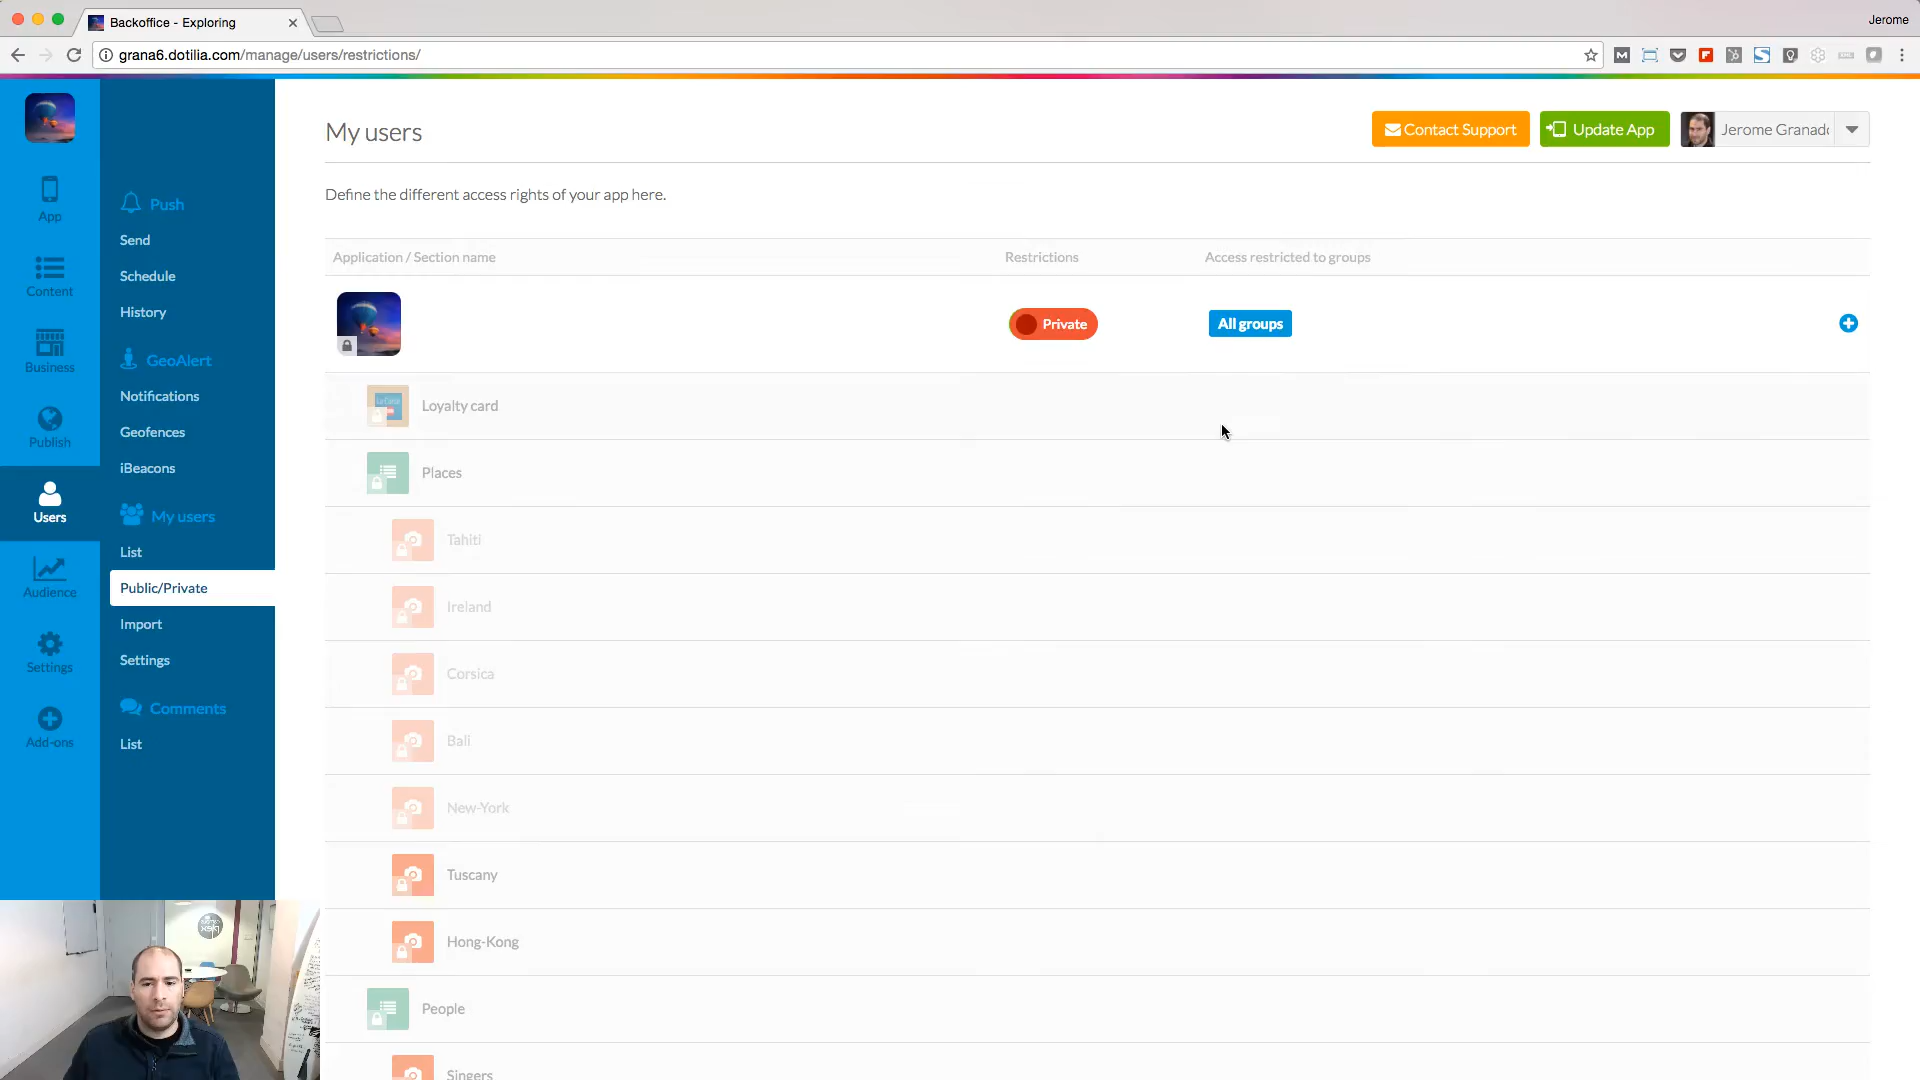 Backoffice - Exploring
Jerome
grana6.dotilia.com/manage/users/restrictions/
App
Content
Business
Publish
Users
Audience
Settings
Add-ons
Push
Send
Schedule
History
GeoAlert
Notifications
Geofences
iBeacons
My users
List
Public/Private
Import
Settings
Comments
List
My users
Contact Support
Update App
Jerome Granado
Define the different access rights of your app here.
Application / Section name
Restrictions
Access restricted to groups
Private
All groups
Loyalty card
Places
Tahiti
Ireland
Corsica
Bali
New-York
Tuscany
Hong-Kong
People
Singers